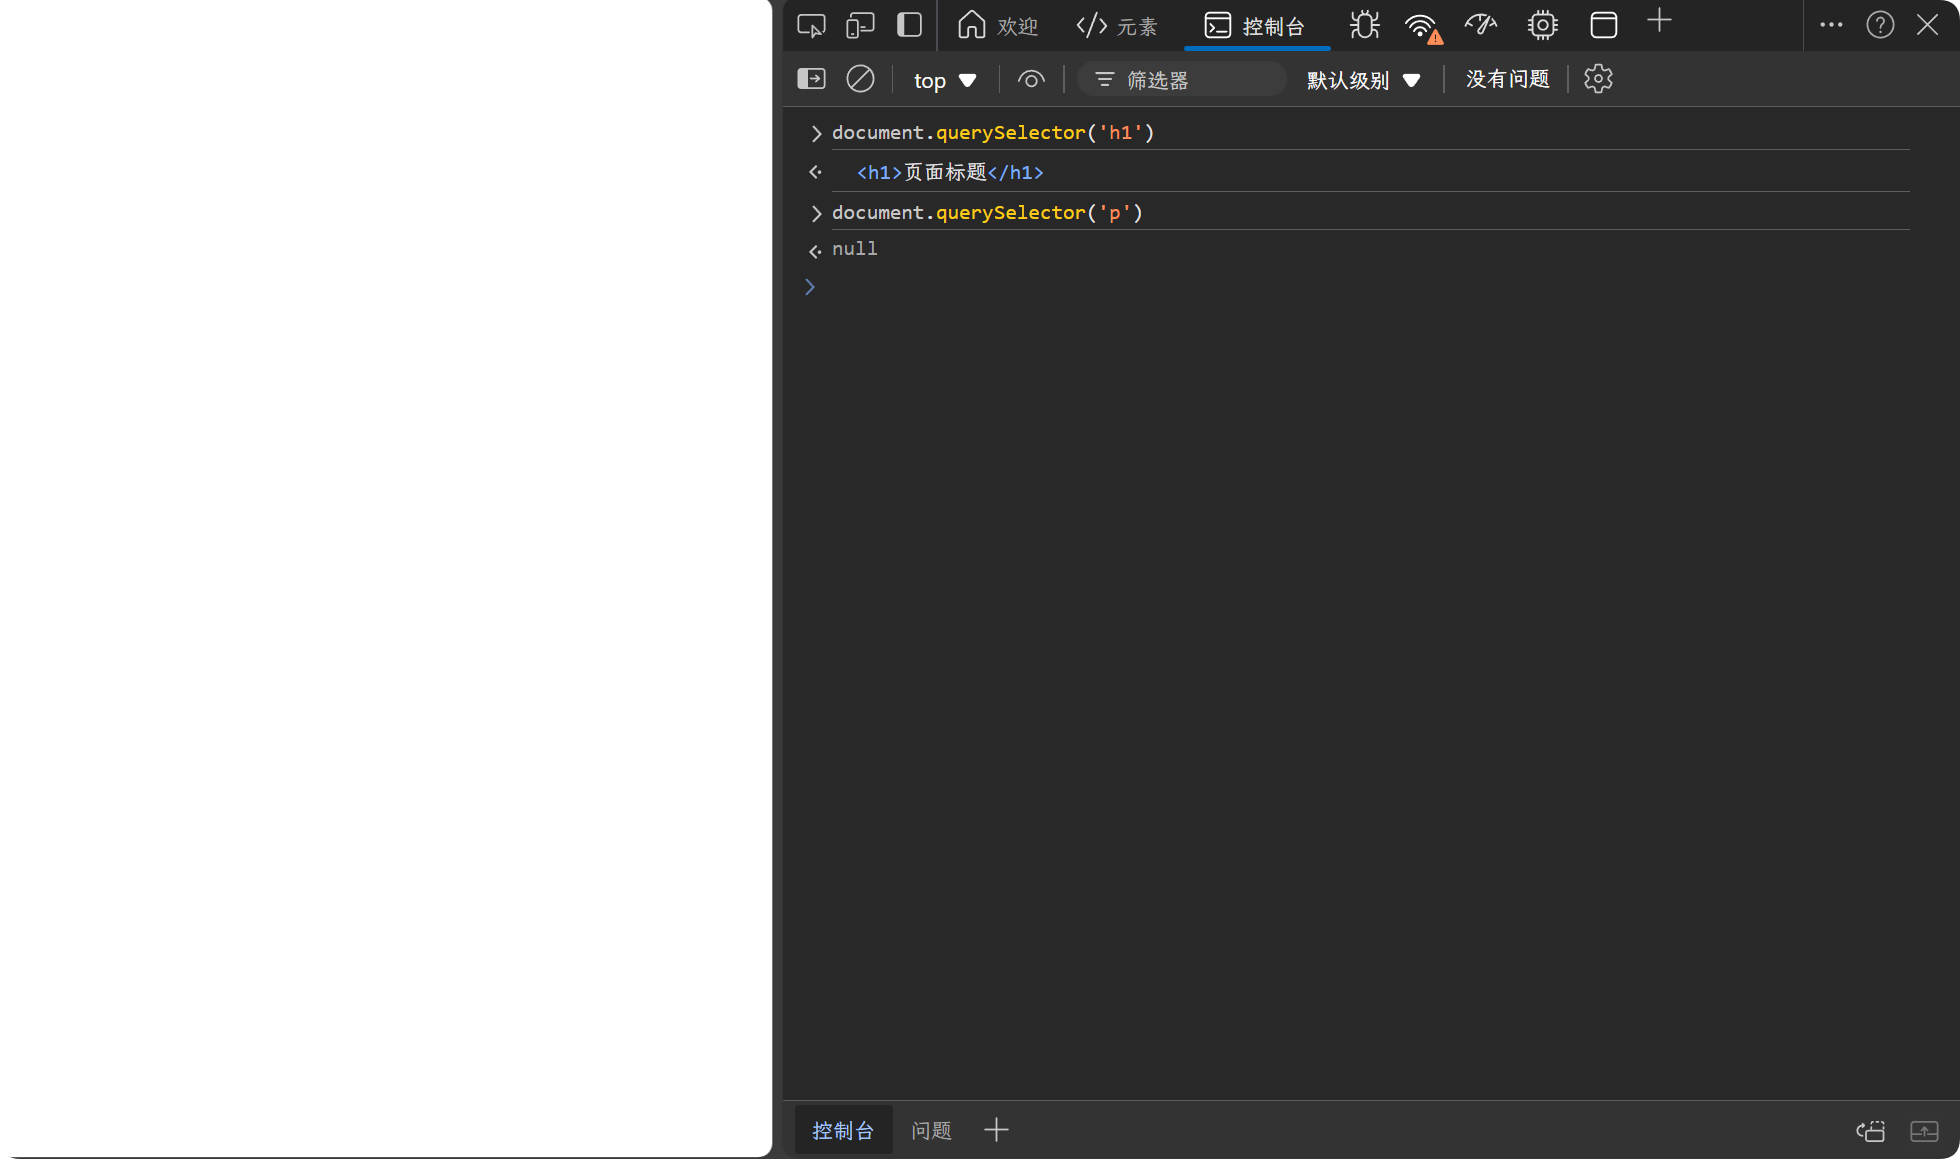 欢迎 </> 元素 控制台
top 筛选器 默认级别 没有问题
document.querySelector('h1')
<h1>页面标题</h1>
document.querySelector('p')
null
控制台 问题